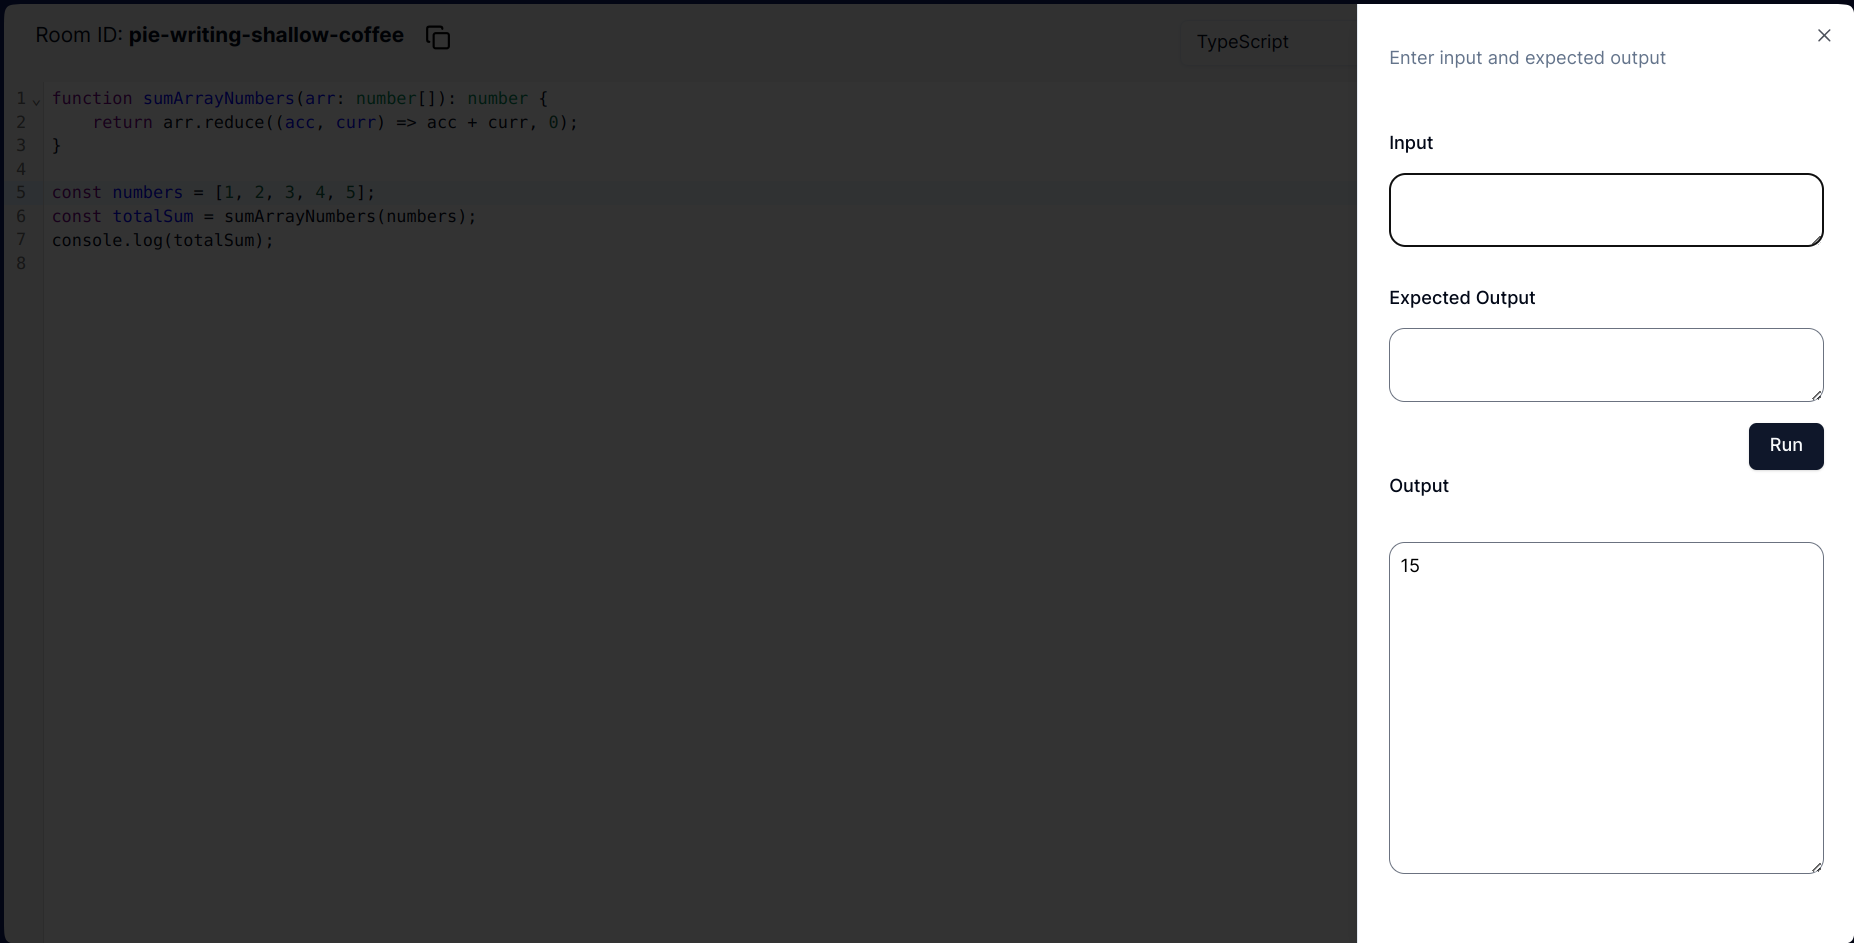 Room ID: pie-writing-shallow-coffee
TypeScript
1 function sumArrayNumbers(arr: number[]): number {
2     return arr.reduce((acc, curr) => acc + curr, 0);
3 }
4
5 const numbers = [1, 2, 3, 4, 5];
6 const totalSum = sumArrayNumbers(numbers);
7 console.log(totalSum);
8
Enter input and expected output
Input
Expected Output
Run
Output
15